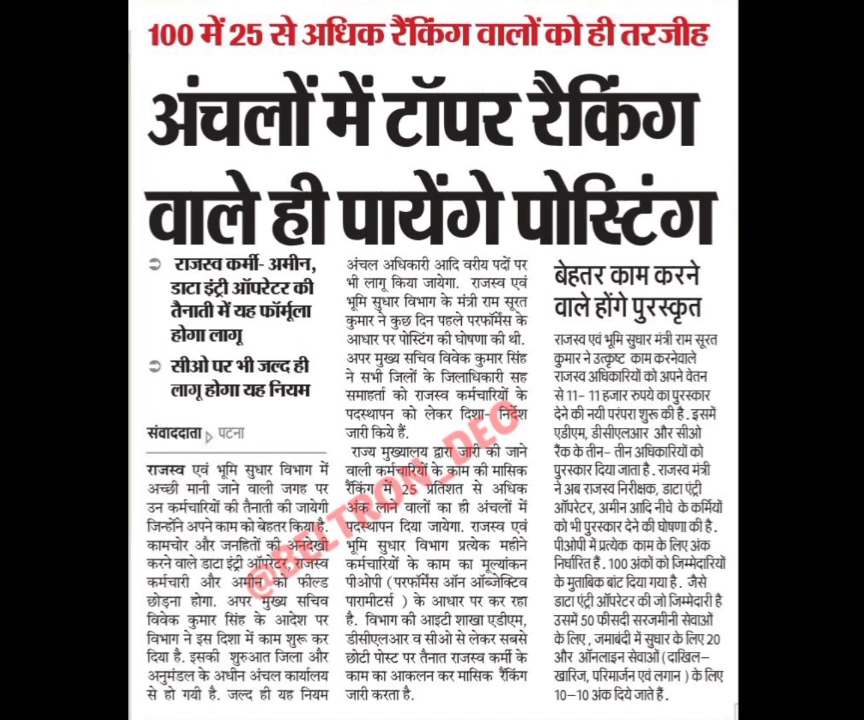 100 में 25 से अधिक रैंकिंग वालों को ही तरजीह
अंचलों में टॉपर रैकिंग
वाले ही पायेंगे पोस्टिंग
राजस्व कर्मी- अमीन,
डाटा इंट्री ऑपरेटर की
तैनाती में यह फॉर्मूला
होगा लागू
सीओ पर भी जल्द ही
लागू होगा यह नियम
संवाददाता पटना
राजस्व एवं भूमि सुधार विभाग में
अच्छी मानी जाने वाली जगह पर
उन कर्मचारियों की तैनाती की जायेगी
जिन्होंने अपने काम को बेहतर किया है.
कामचोर और जनहितों की अनदेखी
करने वाले डाटा इंट्री ऑपरेटर, राजस्व
कर्मचारी और अमीन को फील्ड
छोड़ना होगा. अपर मुख्य सचिव
विवेक कुमार सिंह के आदेश पर
विभाग ने इस दिशा में काम शुरू कर
दिया है. इसकी शुरुआत जिला और
अनुमंडल के अधीन अंचल कार्यालय
से हो गयी है. जल्द ही यह नियम
अंचल अधिकारी आदि वरीय पदों पर
भी लागू किया जायेगा. राजस्व एवं
भूमि सुधार विभाग के मंत्री राम सूरत
कुमार ने कुछ दिन पहले परफॉर्मेंस के
आधार पर पोस्टिंग की घोषणा की थी.
अपर मुख्य सचिव विवेक कुमार सिंह
ने सभी जिलों के जिलाधिकारी सह
समाहर्ता को राजस्व कर्मचारियों के
पदस्थापन को लेकर दिशा- निर्देश
जारी किये हैं.
राज्य मुख्यालय द्वारा जारी की जाने
वाली कर्मचारियों के काम की मासिक
रैंकिंग में 25 प्रतिशत से अधिक
अंक लाने वालों का ही अंचलों में
पदस्थापन दिया जायेगा. राजस्व एवं
भूमि सुधार विभाग प्रत्येक महीने
कर्मचारियों के काम का मूल्यांकन
पीओपी (परफॉर्मेंस ऑन ऑब्जेक्टिव
पारामीटर्स ) के आधार पर कर रहा
है. विभाग की आइटी शाखा एडीएम,
डीसीएलआर व सीओ से लेकर सबसे
छोटी पोस्ट पर तैनात राजस्व कर्मी के
काम का आकलन कर मासिक रैंकिंग
जारी करता है.
बेहतर काम करने
वाले होंगे पुरस्कृत
राजस्व एवं भूमि सुधार मंत्री राम सूरत
कुमार ने उत्कृष्ट काम करनेवाले
राजस्व अधिकारियों को अपने वेतन
से 11- 11 हजार रुपये का पुरस्कार
देने की नयी परंपरा शुरू की है. इसमें
एडीएम, डीसीएलआर और सीओ
रैंक के तीन- तीन अधिकारियों को
पुरस्कार दिया जाता है. राजस्व मंत्री
ने अब राजस्व निरीक्षक, डाटा एंट्री
ऑपरेटर, अमीन आदि नीचे के कर्मियों
को भी पुरस्कार देने की घोषणा की है.
पीओपी में प्रत्येक काम के लिए अंक
निर्धारित हैं. 100 अंकों को जिम्मेदारियों
के मुताबिक बांट दिया गया है. जैसे
डाटा एंट्री ऑपरेटर की जो जिम्मेदारी है
उसमें 50 फीसदी सरजमीनी सेवाओं
के लिए, जमाबंदी में सुधार के लिए 20
और ऑनलाइन सेवाओं (दाखिल-
खारिज, परिमार्जन एवं लगान ) के लिए
10-10 अंक दिये जाते हैं.
@BELTRON_DEO